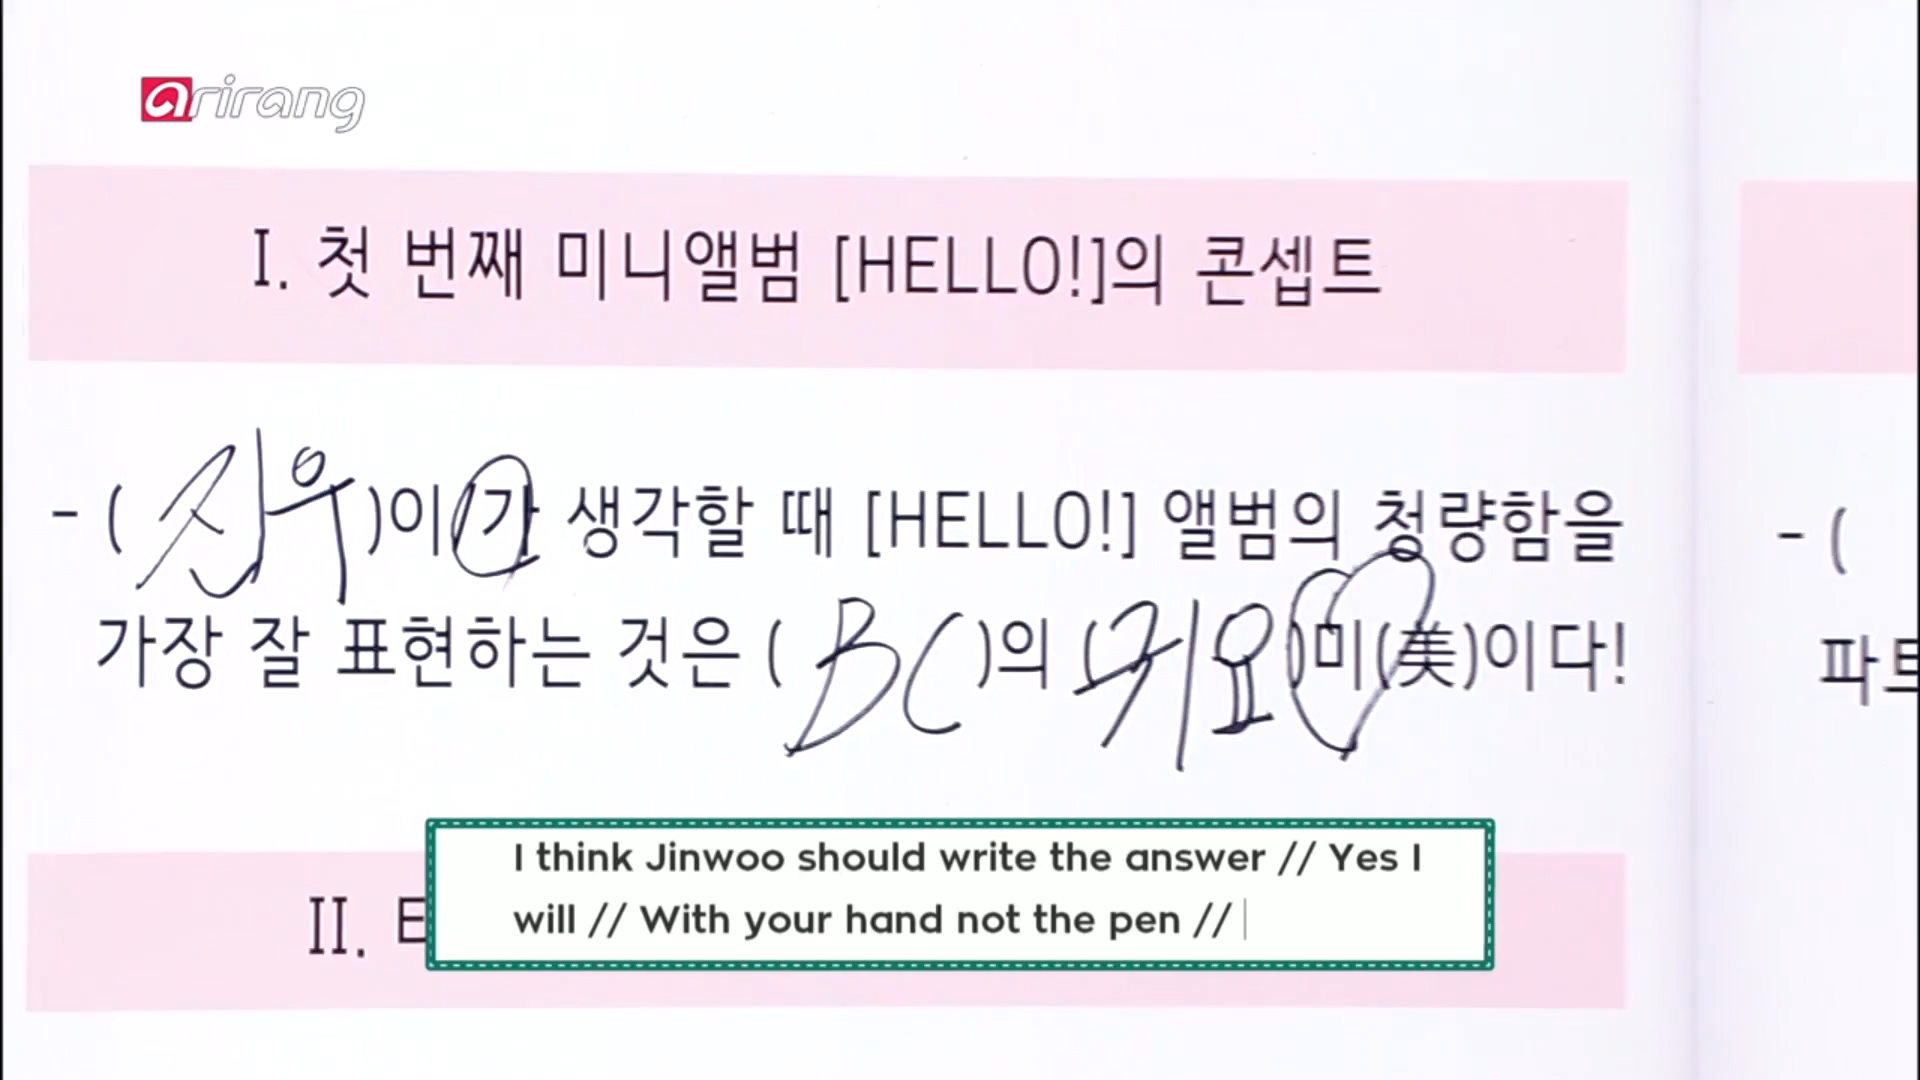 arirang
I. 첫 번째 미니앨범 [HELLO!]의 콘셉트
- (진우)이/가 생각할 때 [HELLO!] 앨범의 청량함을
- (
가장 잘 표현하는 것은 (BC)의 (귀요)미(美)이다!
파트
I think Jinwoo should write the answer // Yes I
will // With your hand not the pen //
II. E